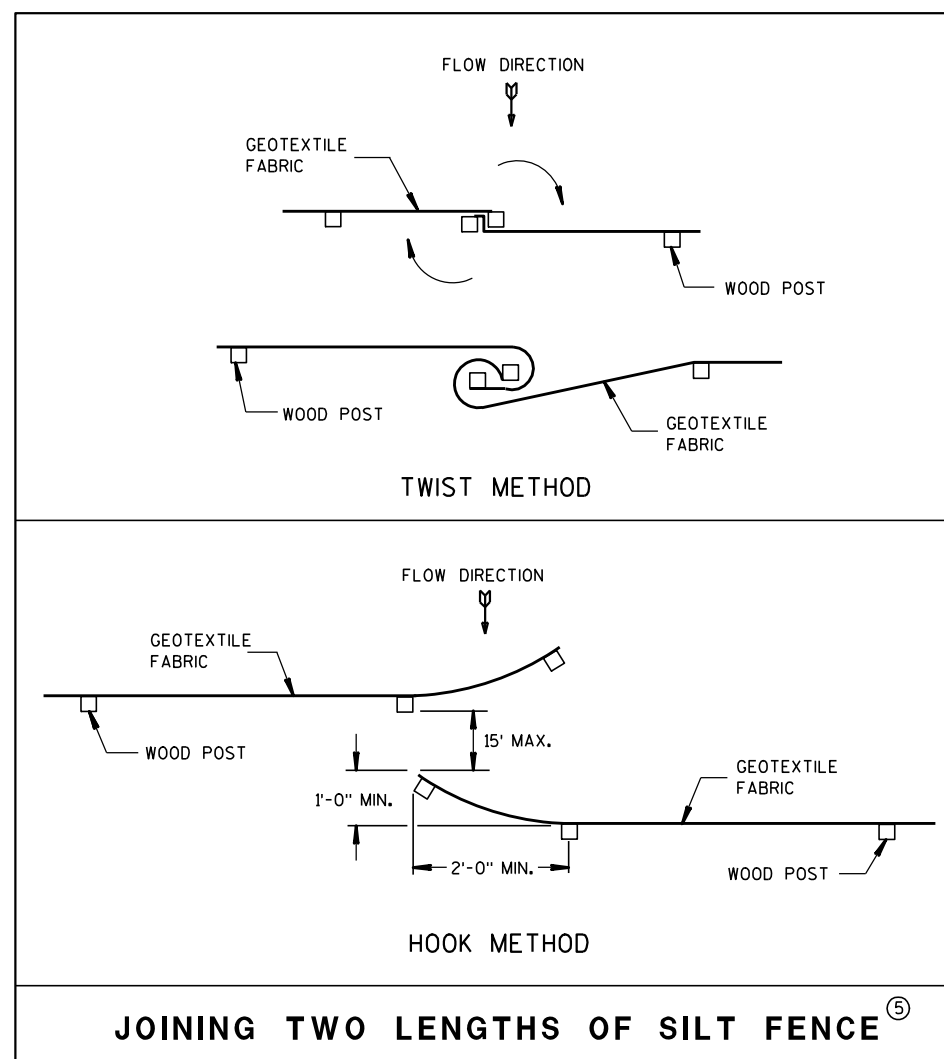 FLOW DIRECTION
GEOTEXTILE
FABRIC
WOOD POST
WOOD POST
GEOTEXTILE
FABRIC
TWIST METHOD
FLOW DIRECTION
GEOTEXTILE
FABRIC
WOOD POST
15' MAX.
1'-0" MIN.
GEOTEXTILE
FABRIC
2'-0" MIN.
WOOD POST
HOOK METHOD
JOINING TWO LENGTHS OF SILT FENCE ⑤